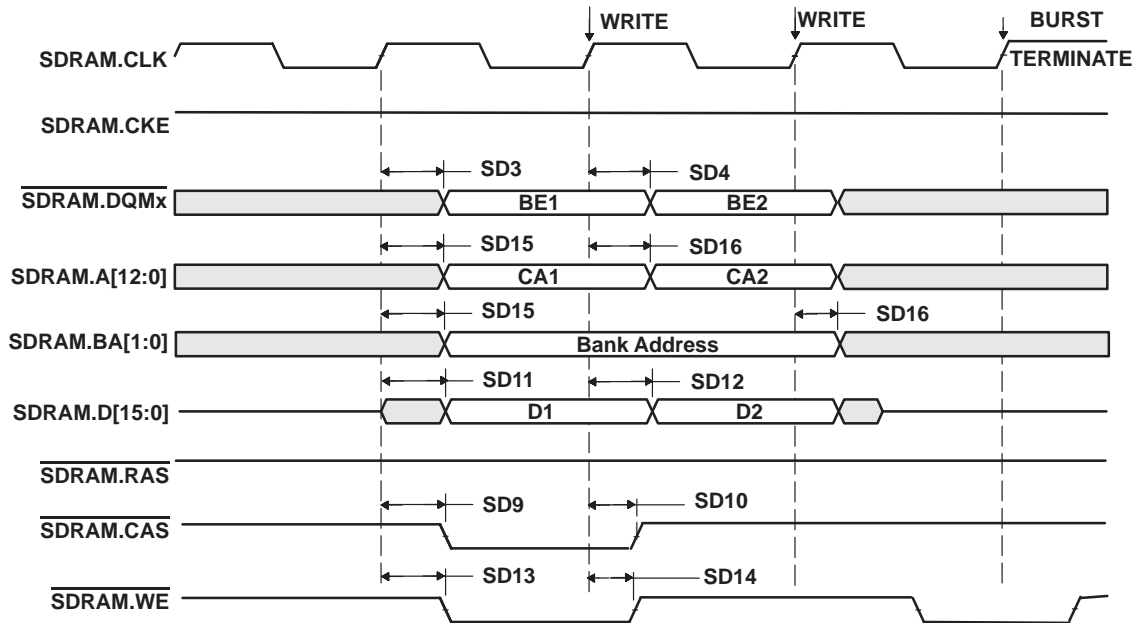 WRITE WRITE BURST
SDRAM.CLK TERMINATE
SDRAM.CKE
SD3 SD4
SDRAM.DQMx BE1 BE2
SD15 SD16
SDRAM.A[12:0] CA1 CA2
SD15 SD16
SDRAM.BA[1:0] Bank Address
SD11 SD12
SDRAM.D[15:0] D1 D2
SDRAM.RAS
SD9 SD10
SDRAM.CAS
SD13 SD14
SDRAM.WE